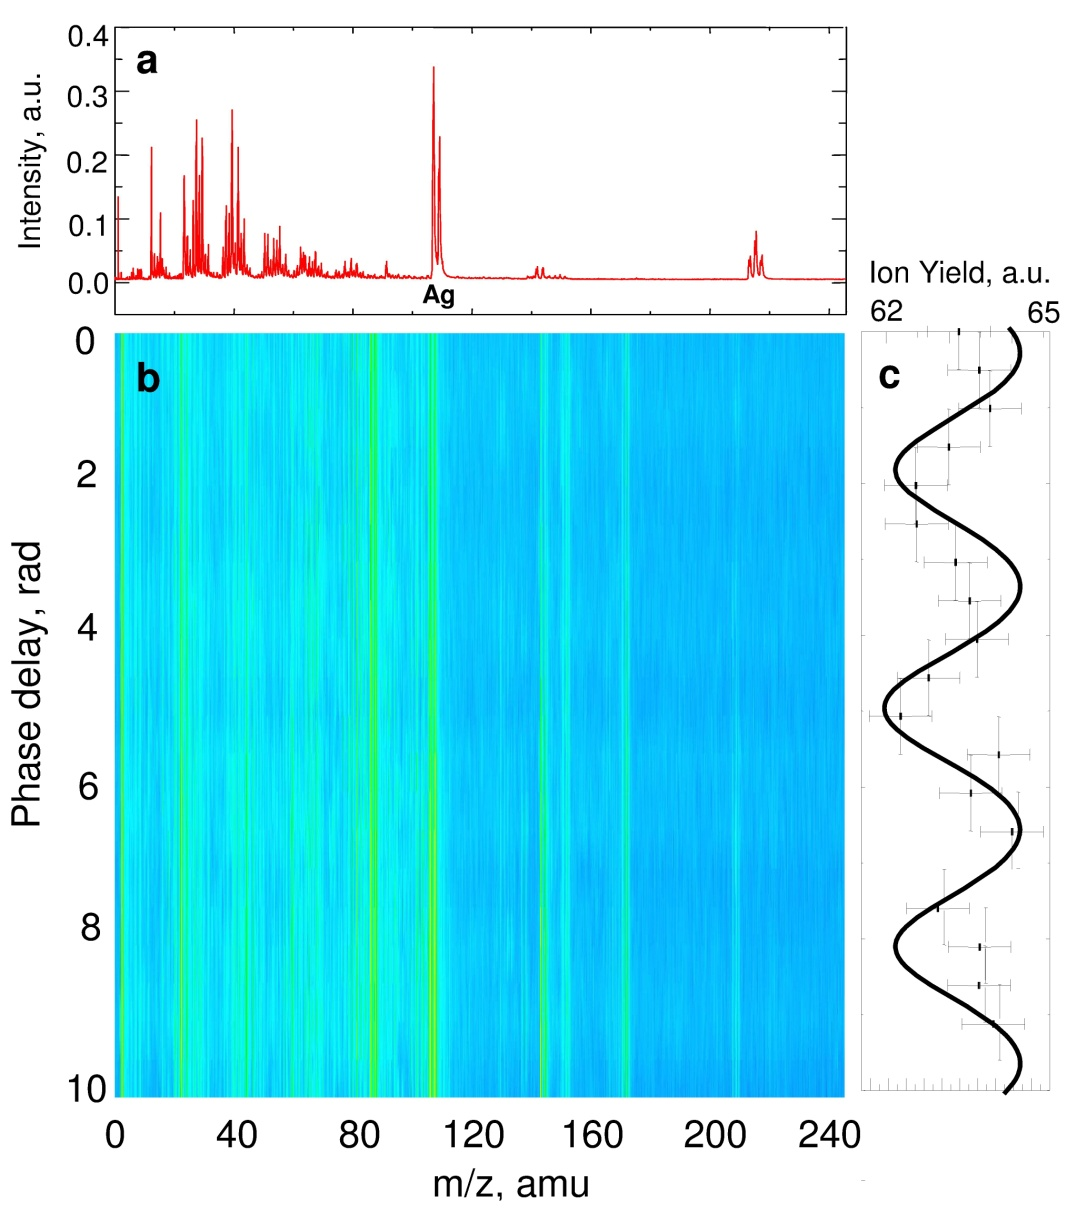 0.4
0.3
0.2
0.1
0.0
Intensity, a.u.
a
Ag
Ion Yield, a.u.
62 65
0
2
4
6
8
10
Phase delay, rad
b
c
0 40 80 120 160 200 240
m/z, amu